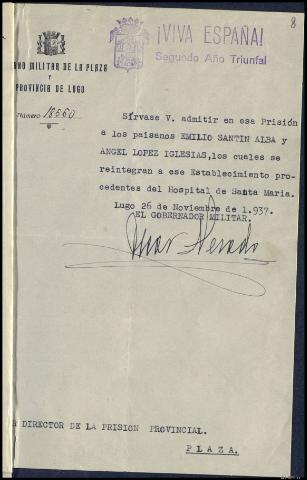 8
¡VIVA ESPAÑA!
Segundo Año Triunfal
NO MILITAR DE LA PLAZA
Y
PROVINCIA DE LUGO
número 18560
Sírvase V. admitir en esa Prisión
a los paisanos EMILIO SANTIN ALBA y
ANGEL LOPEZ IGLESIAS,los cuales se
reintegran a ese Establecimiento pro-
cedentes del Hospital de Santa Maria.
Lugo 26 de Noviembre de 1.937.
EL GOBERNADOR MILITAR.
R DIRECTOR DE LA PRISION PROVINCIAL.
PLAZA.